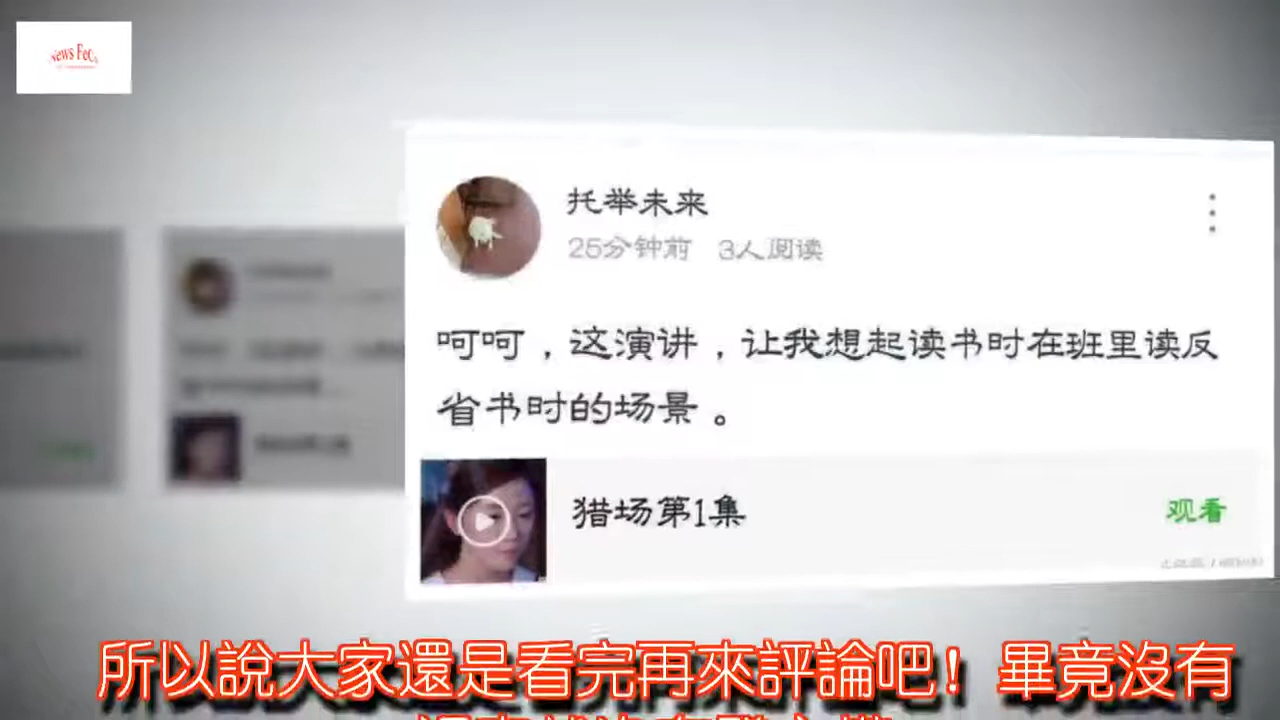 托举未来
25分钟前 3人阅读
呵呵，这演讲，让我想起读书时在班里读反
省书时的场景。
猎场第1集
观看
所以說大家還是看完再來評論吧！畢竟沒有